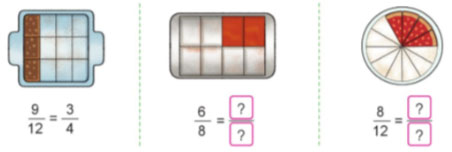 9/12 = 3/4
6/8 = ?/?
8/12 = ?/?